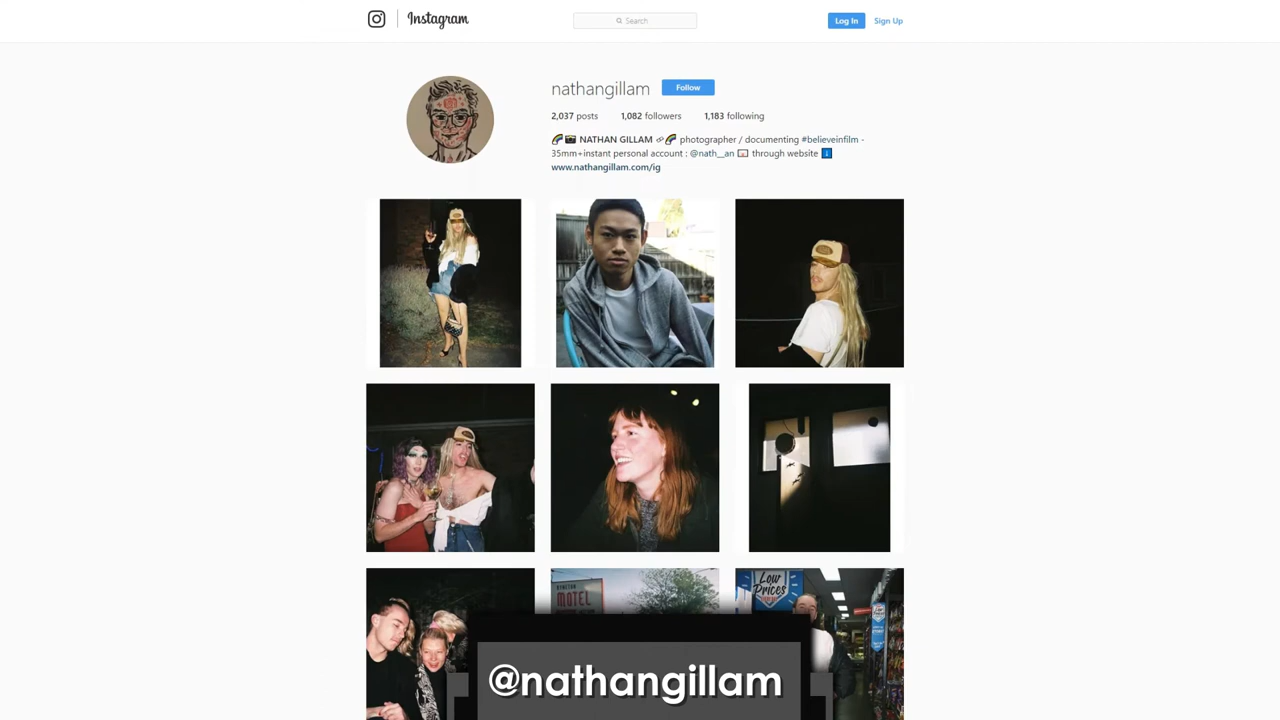 Instagram
Search
Log In
Sign Up
nathangillam
Follow
2,037 posts
1,082 followers
1,183 following
🌈 📷 NATHAN GILLAM 🌈 photographer / documenting #believeinfilm -
35mm+instant personal account : @nath__an through website ⬇
www.nathangillam.com/ig
MOTEL
LOW
PRICES
@nathangillam